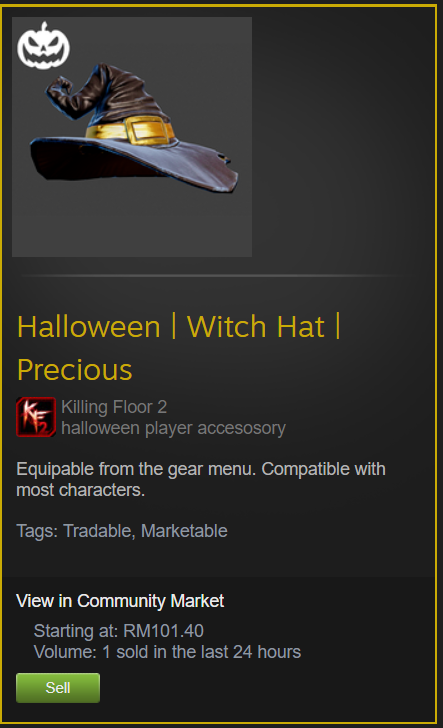 Halloween | Witch Hat |
Precious
KF2
Killing Floor 2
halloween player accesosory
Equipable from the gear menu. Compatible with
most characters.
Tags: Tradable, Marketable
View in Community Market
Starting at: RM101.40
Volume: 1 sold in the last 24 hours
Sell